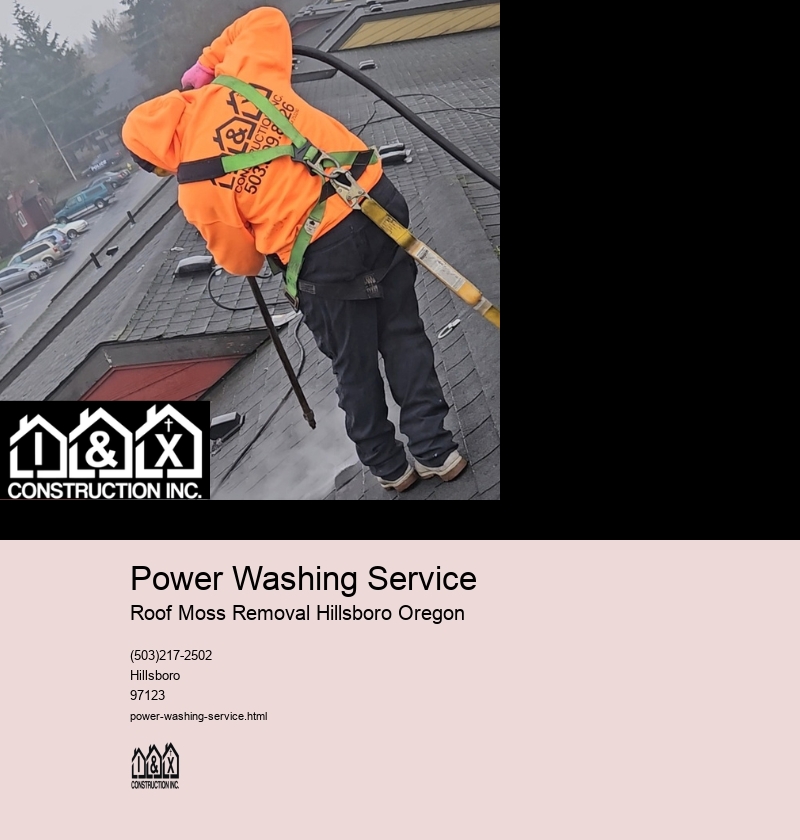 &
503.
I & X
CONSTRUCTION INC.
Power Washing Service
Roof Moss Removal Hillsboro Oregon
(503)217-2502
Hillsboro
97123
power-washing-service.html
I & X
CONSTRUCTION INC.